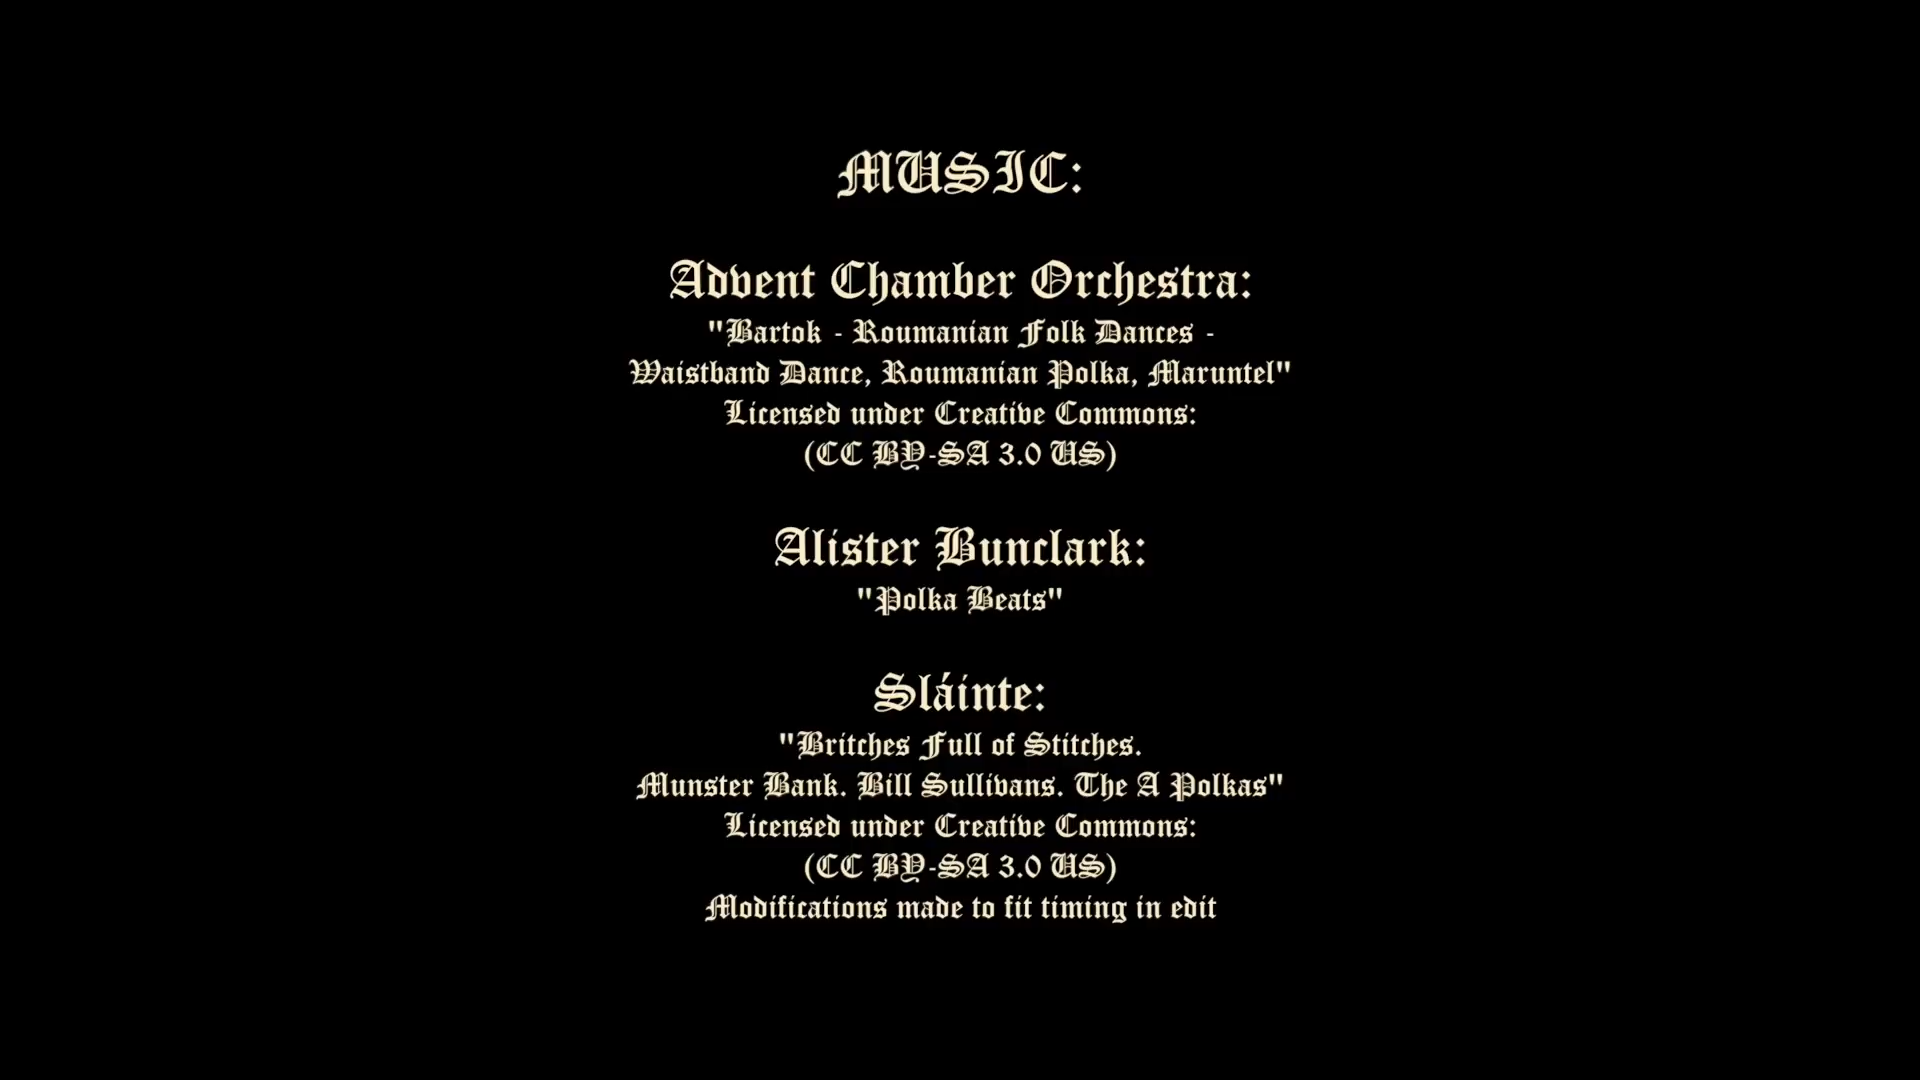 MUSIC:
Advent Chamber Orchestra:
"Bartok - Roumanian Folk Dances -
Waistband Dance, Roumanian Polka, Maruntel"
Licensed under Creative Commons:
(CC BY-SA 3.0 US)
Alister Bunclark:
"Polka Beats"
Sláinte:
"Britches Full of Stitches.
Munster Bank. Bill Sullivans. The A Polkas"
Licensed under Creative Commons:
(CC BY-SA 3.0 US)
Modifications made to fit timing in edit